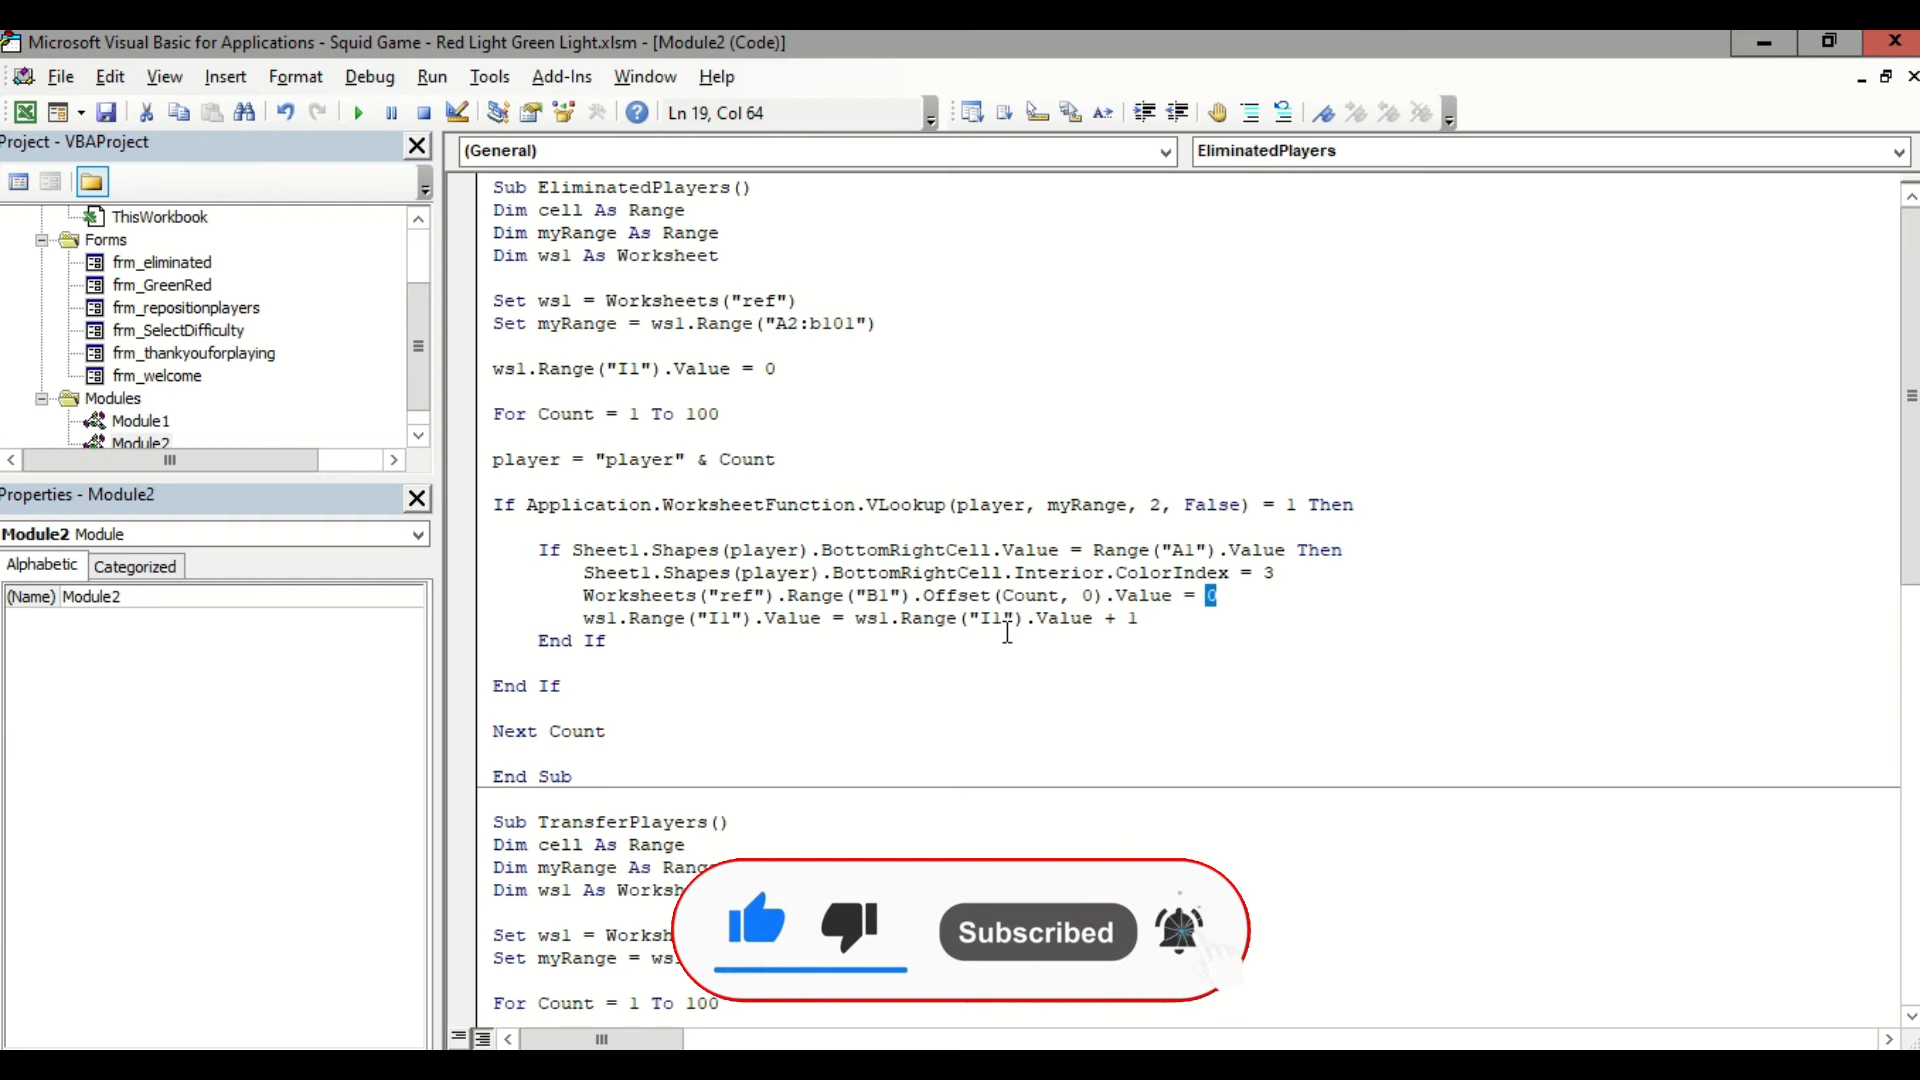 Microsoft Visual Basic for Applications - Squid Game - Red Light Green Light.xlsm - [Module2 (Code)]
File Edit View Insert Format Debug Run Tools Add-Ins Window Help
Ln 19, Col 64
Project - VBAProject
(General)
EliminatedPlayers
ThisWorkbook
Forms
frm_eliminated
frm_GreenRed
frm_repositionplayers
frm_SelectDifficulty
frm_thankyouforplaying
frm_welcome
Modules
Module1
Module2
Properties - Module2
Module2 Module
Alphabetic
Categorized
(Name) Module2
Sub EliminatedPlayers()
Dim cell As Range
Dim myRange As Range
Dim ws1 As Worksheet
Set ws1 = Worksheets("ref")
Set myRange = ws1.Range("A2:b101")
ws1.Range("I1").Value = 0
For Count = 1 To 100
player = "player" & Count
If Application.WorksheetFunction.VLookup(player, myRange, 2, False) = 1 Then
If Sheet1.Shapes(player).BottomRightCell.Value = Range("A1").Value Then
Sheet1.Shapes(player).BottomRightCell.Interior.ColorIndex = 3
Worksheets("ref").Range("B1").Offset(Count, 0).Value = 0
ws1.Range("I1").Value = ws1.Range("I1").Value + 1
End If
End If
Next Count
End Sub
Sub TransferPlayers()
Dim cell As Range
Dim myRange As Rang
Dim ws1 As Worksh
Set ws1 = Worksh
Set myRange = ws
For Count = 1 To 100
Subscribed